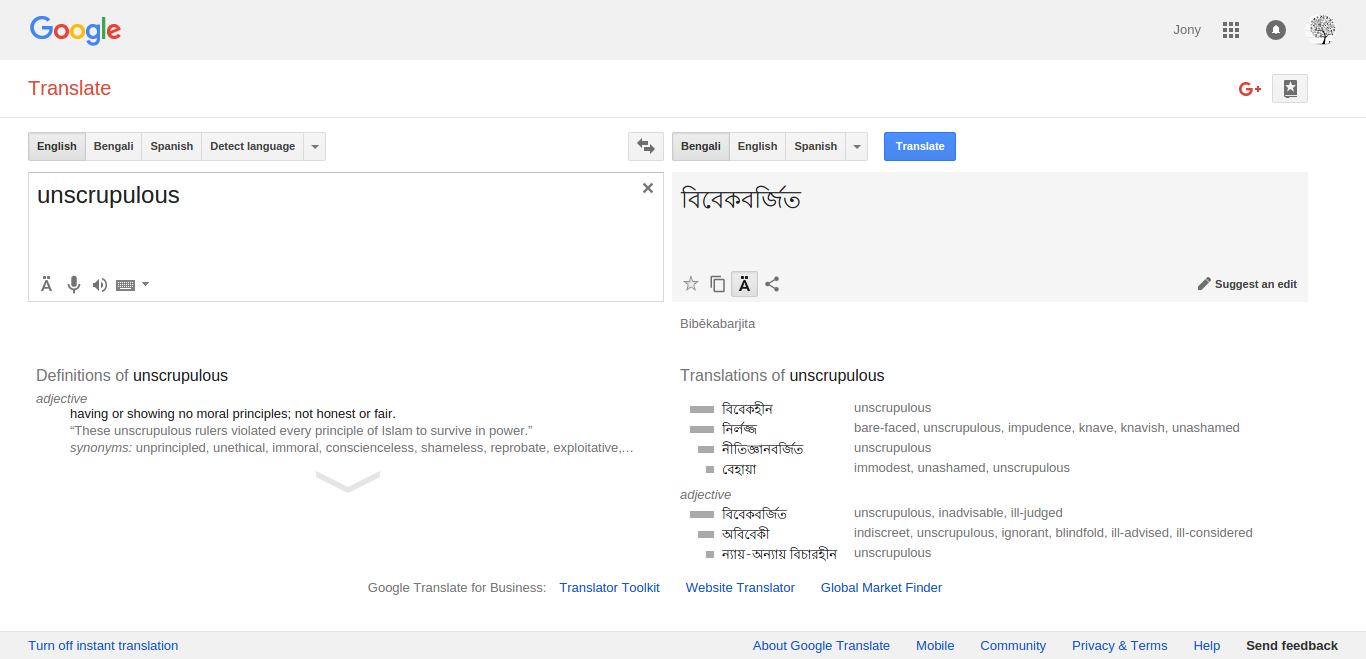 Google
Jony
Translate
G+
English Bengali Spanish Detect language
Bengali English Spanish
Translate
unscrupulous
বিবেকবর্জিত
Ä
Ä
Suggest an edit
Bibēkabarjita
Definitions of unscrupulous
adjective
having or showing no moral principles; not honest or fair.
“These unscrupulous rulers violated every principle of Islam to survive in power.”
synonyms: unprincipled, unethical, immoral, conscienceless, shameless, reprobate, exploitative,…
Translations of unscrupulous
বিবেকহীন unscrupulous
নির্লজ্জ bare-faced, unscrupulous, impudence, knave, knavish, unashamed
নীতিজ্ঞানবর্জিত unscrupulous
বেহায়া immodest, unashamed, unscrupulous
adjective
বিবেকবর্জিত unscrupulous, inadvisable, ill-judged
অবিবেকী indiscreet, unscrupulous, ignorant, blindfold, ill-advised, ill-considered
ন্যায়-অন্যায় বিচারহীন unscrupulous
Google Translate for Business: Translator Toolkit Website Translator Global Market Finder
Turn off instant translation About Google Translate Mobile Community Privacy & Terms Help Send feedback